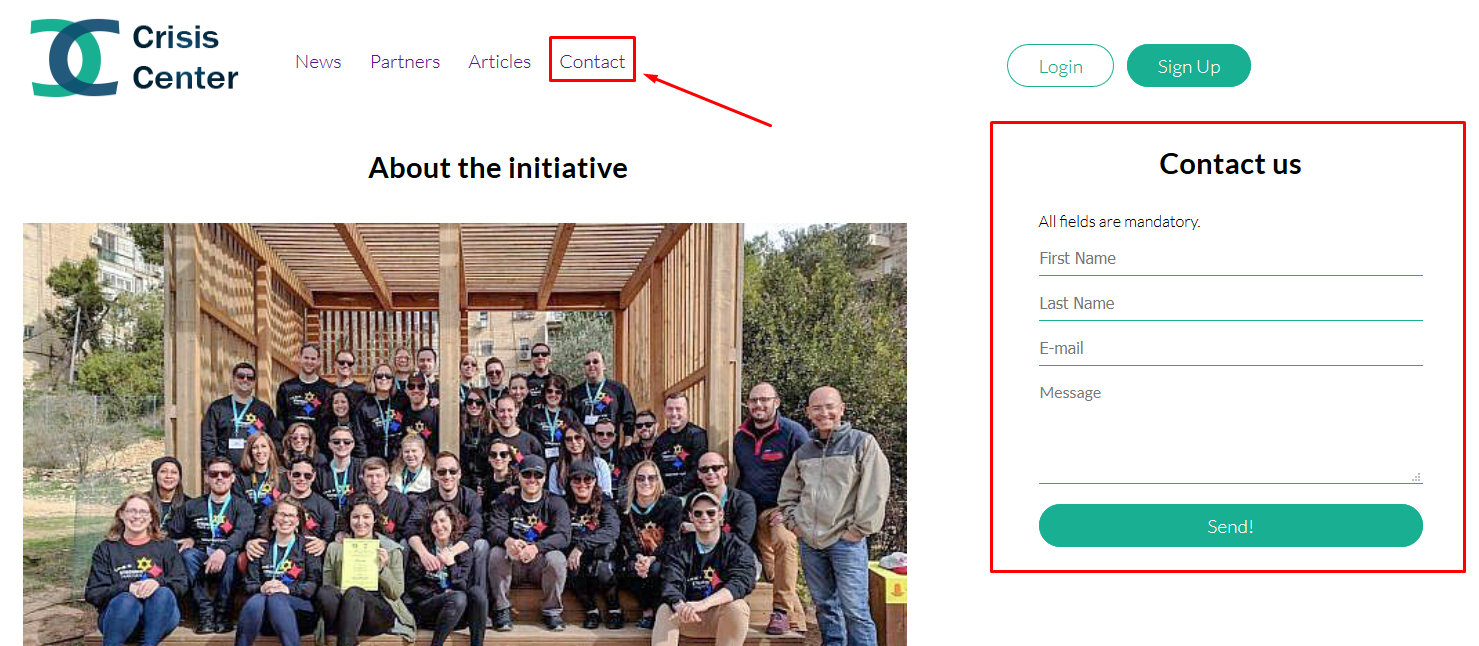 Crisis
Center
News
Partners
Articles
Contact
Login
Sign Up
About the initiative
Contact us
All fields are mandatory.
First Name
Last Name
E-mail
Message
Send!